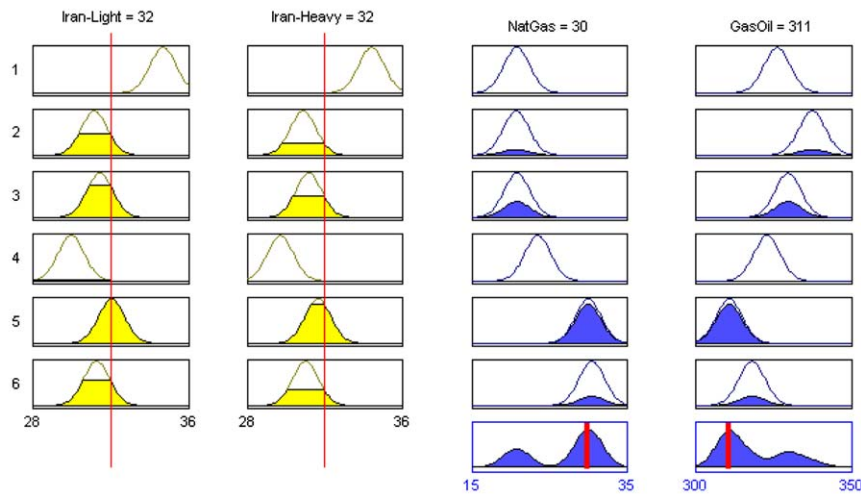 Iran-Light = 32 Iran-Heavy = 32 NatGas = 30 GasOil = 311
1
2
3
4
5
6
28 36 28 36
15 35 300 350